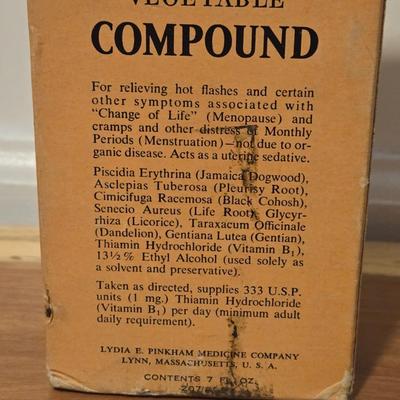 VEGETABLE
COMPOUND
For relieving hot flashes and certain
other symptoms associated with
"Change of Life" (Menopause) and
cramps and other distress of Monthly
Periods (Menstruation)—not due to or-
ganic disease. Acts as a uterine sedative.
Piscidia Erythrina (Jamaica Dogwood),
Asclepias Tuberosa (Pleurisy Root),
Cimicifuga Racemosa (Black Cohosh),
Senecio Aureus (Life Root), Glycyr-
rhiza (Licorice), Taraxacum Officinale
(Dandelion), Gentiana Lutea (Gentian),
Thiamin Hydrochloride (Vitamin B₁),
13½% Ethyl Alcohol (used solely as
a solvent and preservative).
Taken as directed, supplies 333 U.S.P.
units (1 mg.) Thiamin Hydrochloride
(Vitamin B₁) per day (minimum adult
daily requirement).
LYDIA E. PINKHAM MEDICINE COMPANY
LYNN, MASSACHUSETTS, U. S. A.
CONTENTS 7 FL. OZ.